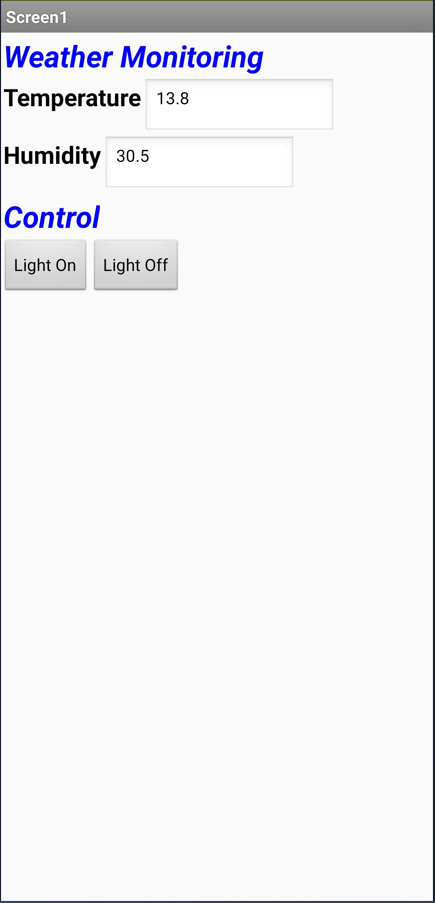 Screen1
Weather Monitoring
Temperature 13.8
Humidity 30.5
Control
Light On Light Off